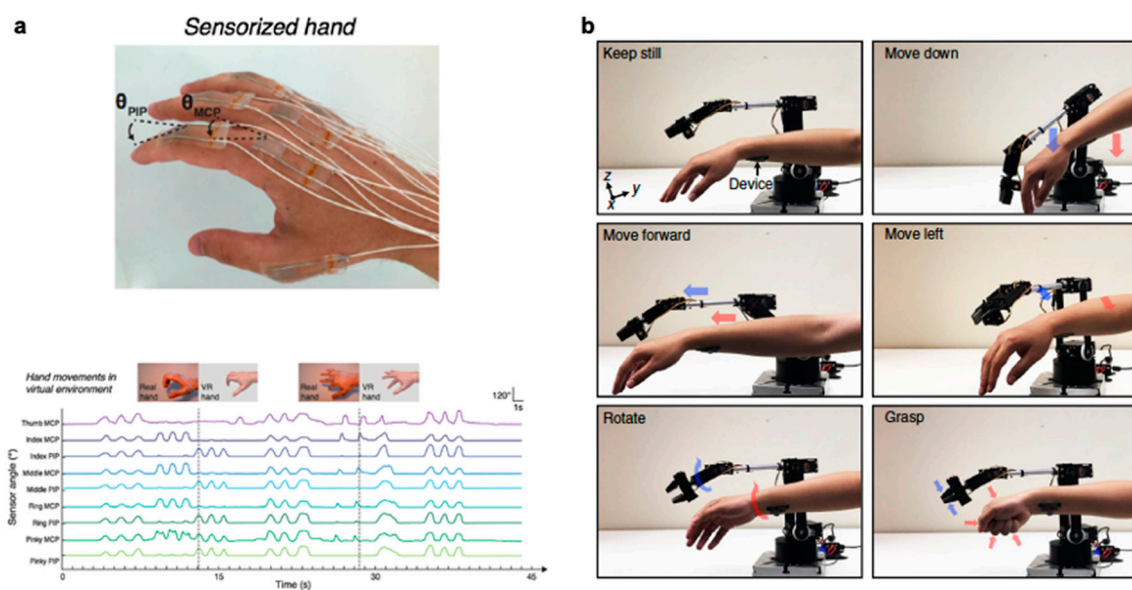 a
Sensorized hand
θ
PIP
θ
MCP
Hand movements in
virtual environment
Real
hand
VR
hand
Real
hand
VR
hand
120°
1s
Sensor angle (°)
Thumb MCP
Index MCP
Index PIP
Middle MCP
Middle PIP
Ring MCP
Ring PIP
Pinky MCP
Pinky PIP
0
15
30
45
Time (s)
b
Keep still
Device
z
y
x
Move down
Move forward
Move left
Rotate
Grasp